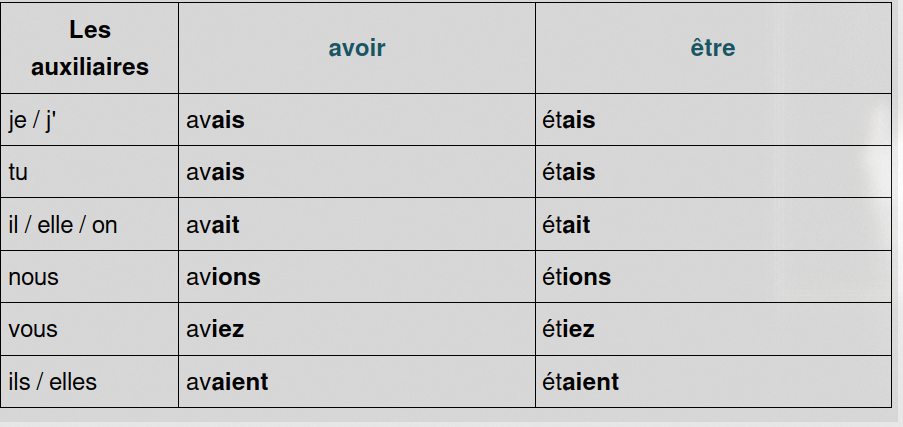 Les
auxiliaires avoir être
je / j' avais étais
tu avais étais
il / elle / on avait était
nous avions étions
vous aviez étiez
ils / elles avaient étaient